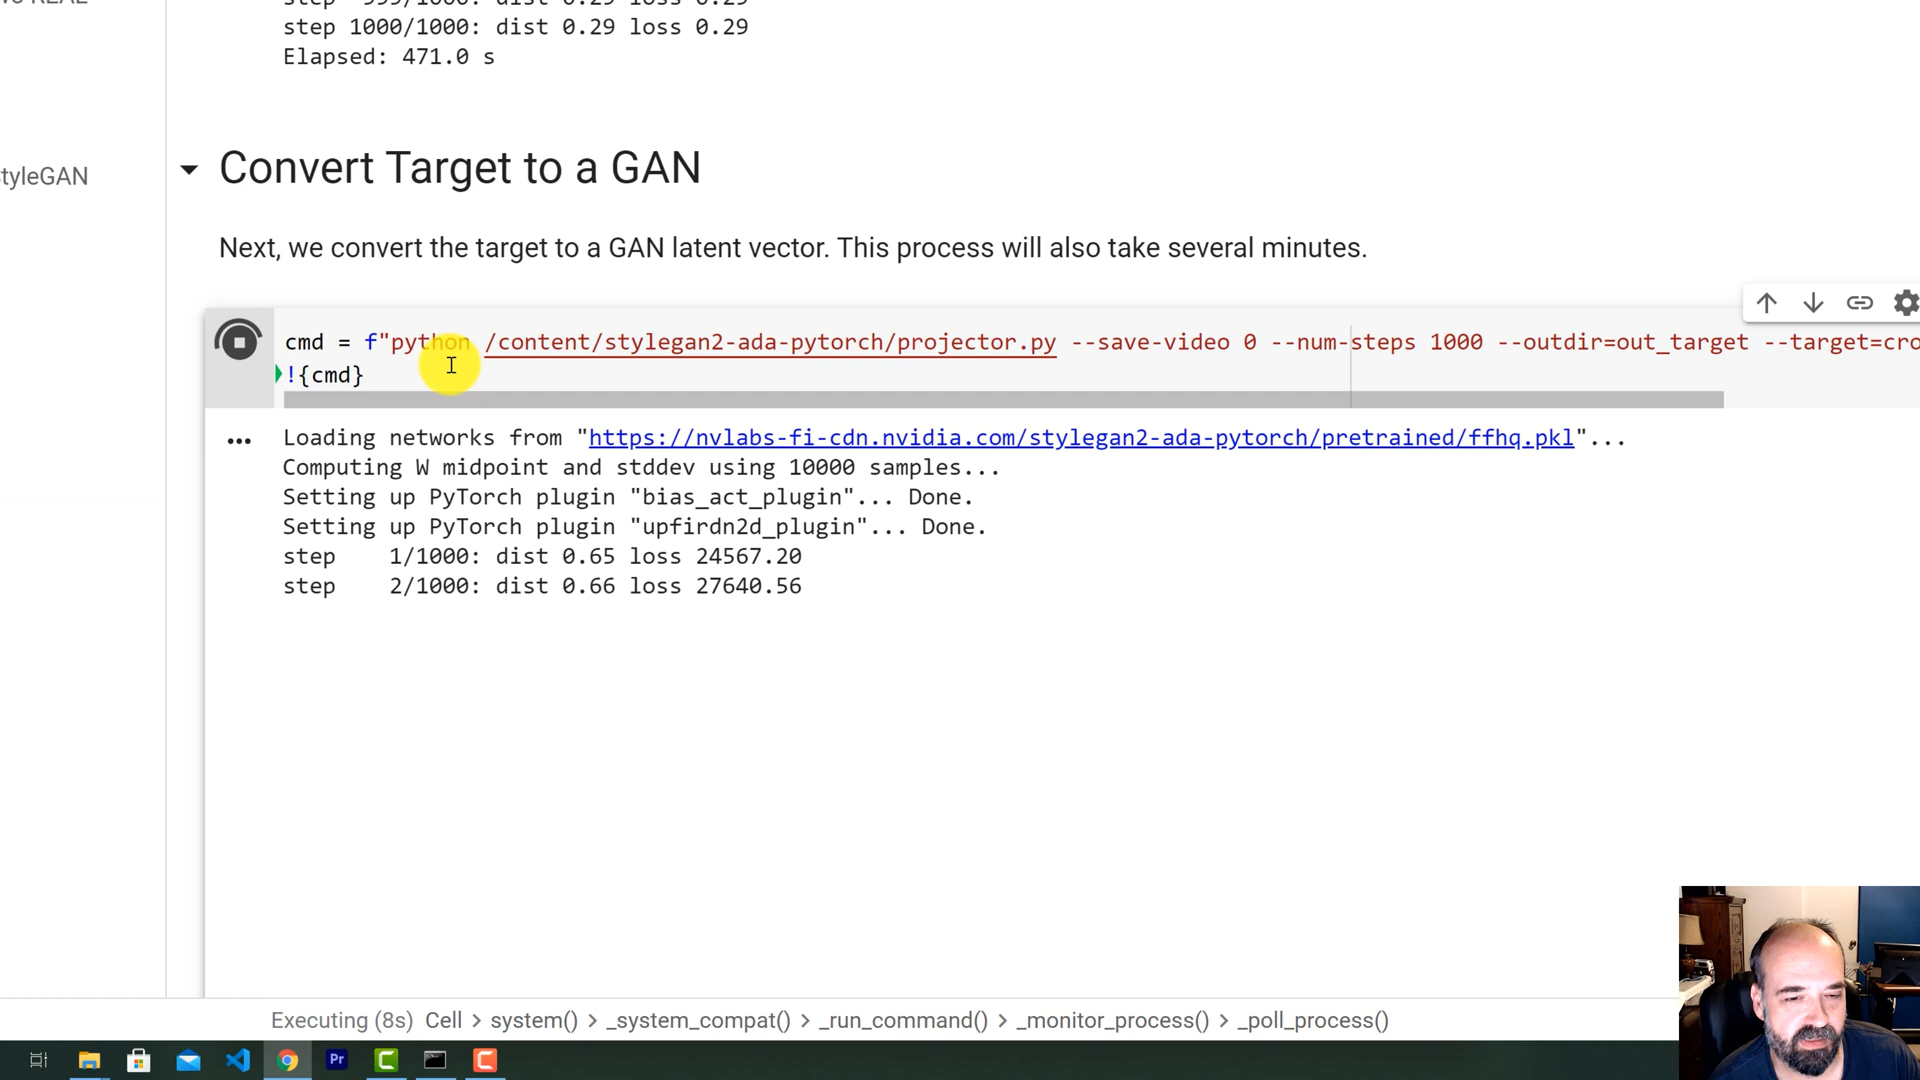 step 1000/1000: dist 0.29 loss 0.29
Elapsed: 471.0 s
Convert Target to a GAN
tyleGAN
Next, we convert the target to a GAN latent vector. This process will also take several minutes.
cmd = f"python /content/stylegan2-ada-pytorch/projector.py --save-video 0 --num-steps 1000 --outdir=out_target --target=cro
!{cmd}
Loading networks from "https://nvlabs-fi-cdn.nvidia.com/stylegan2-ada-pytorch/pretrained/ffhq.pkl"...
Computing W midpoint and stddev using 10000 samples...
Setting up PyTorch plugin "bias_act_plugin"... Done.
Setting up PyTorch plugin "upfirdn2d_plugin"... Done.
step    1/1000: dist 0.65 loss 24567.20
step    2/1000: dist 0.66 loss 27640.56
Executing (8s) Cell > system() > _system_compat() > _run_command() > _monitor_process() > _poll_process()
Pr